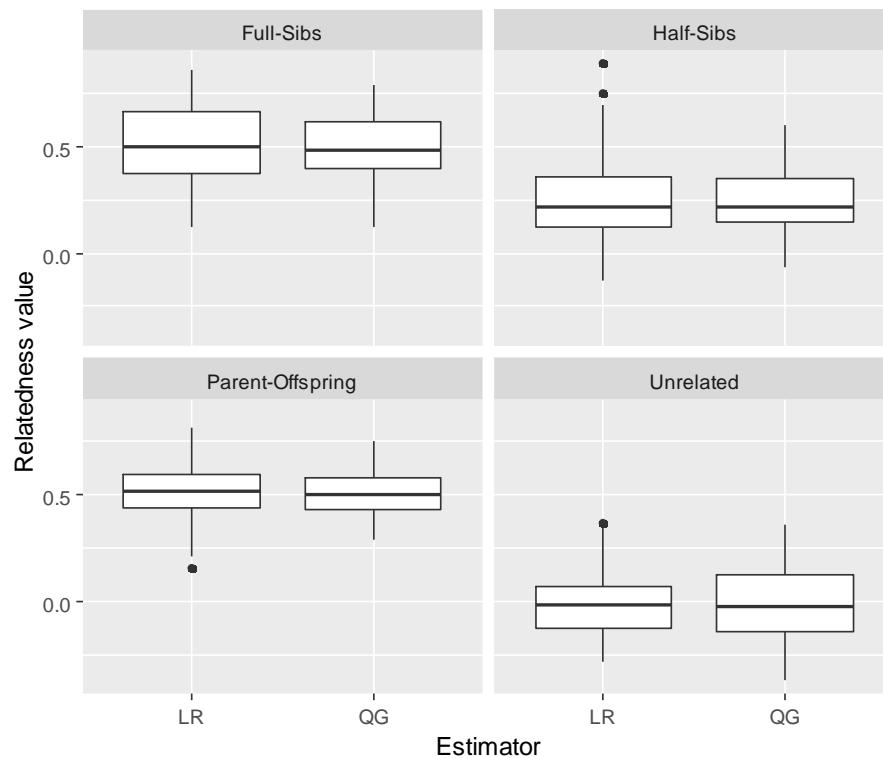 Full-Sibs
Half-Sibs
0.5
0.0
Parent-Offspring
Unrelated
0.5
0.0
Relatedness value
LR
QG
LR
QG
Estimator